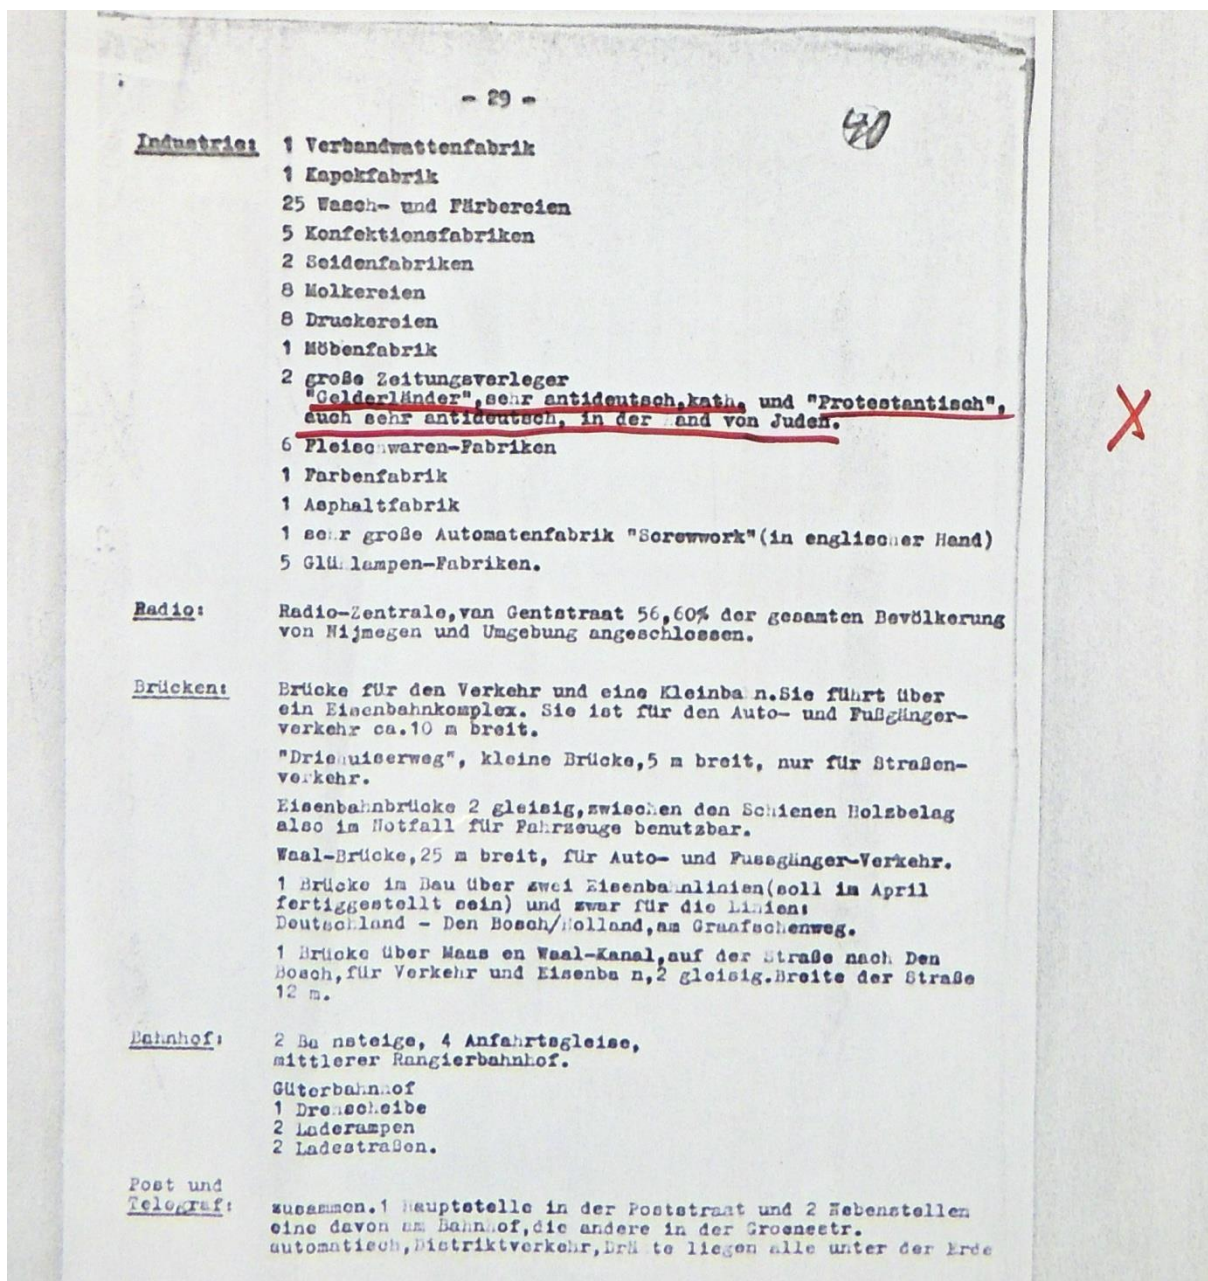 - 29 -
40
Industrie: 1 Verbandwattenfabrik
1 Kapokfabrik
25 Wasch- und Färbereien
5 Konfektionsfabriken
2 Seidenfabriken
8 Molkereien
8 Druckereien
1 Möbenfabrik
2 große Zeitungsverleger
"Gelderländer",sehr antideutsch,kath. und "Protestantisch",
auch sehr antideutsch, in der  and von Juden.
6 Fleischwaren-Fabriken
1 Farbenfabrik
1 Asphaltfabrik
1 sehr große Automatenfabrik "Screwwork"(in englischer Hand)
5 Glühlampen-Fabriken.
Radio: Radio-Zentrale,van Gentstraat 56,60% der gesamten Bevölkerung
von Nijmegen und Umgebung angeschlossen.
Brücken: Brücke für den Verkehr und eine Kleinba n.Sie führt über
ein Eisenbahnkomplex. Sie ist für den Auto- und Fußgänger-
verkehr ca.10 m breit.
"Driehuiserweg", kleine Brücke,5 m breit, nur für Straßen-
verkehr.
Eisenbahnbrücke 2 gleisig,zwischen den Schienen Holzbelag
also im Notfall für Fahrzeuge benutzbar.
Waal-Brücke,25 m breit, für Auto- und Fussgänger-Verkehr.
1 Brücke im Bau über zwei Eisenbahnlinien(soll im April
fertiggestellt sein) und zwar für die Linien:
Deutschland - Den Bosch/Holland,am Graafschenweg.
1 Brücke über Maas en Waal-Kanal,auf der Straße nach Den
Bosch,für Verkehr und Eisenba n,2 gleisig.Breite der Straße
12 m.
Bahnhof: 2 Ba nsteige, 4 Anfahrtsgleise,
mittlerer Rangierbahnhof.
Güterbahnhof
1 Drehscheibe
2 Laderampen
2 Ladestraßen.
Post und
Telegraf: zusammen.1 Hauptstelle in der Poststraat und 2 Nebenstellen
eine davon am Bahnhof,die andere in der Groenestr.
automatisch,Distriktverkehr,Drä te liegen alle unter der Erde